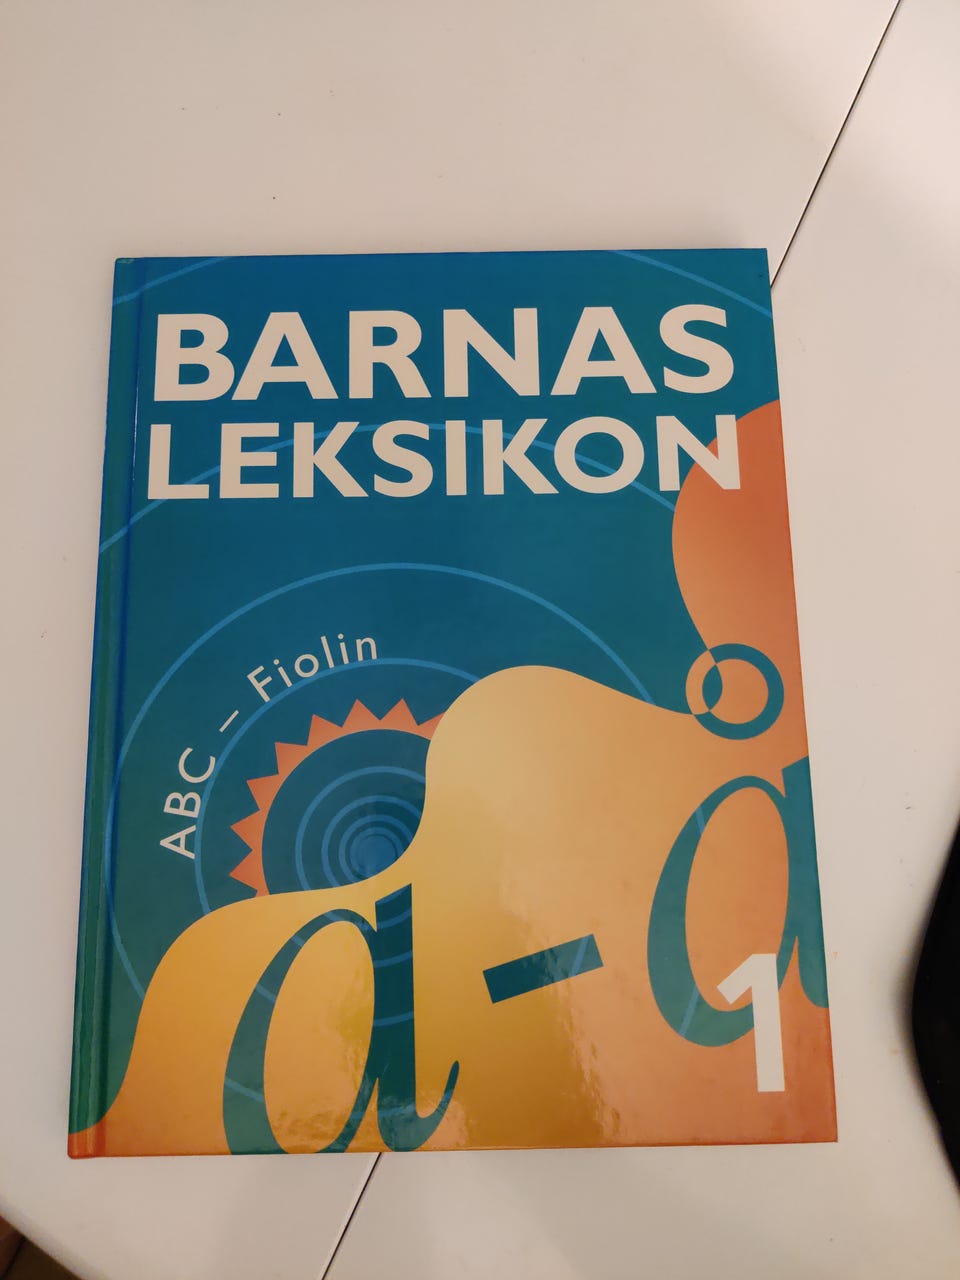 BARNAS
LEKSIKON
ABC – Fiolin
a-å
1